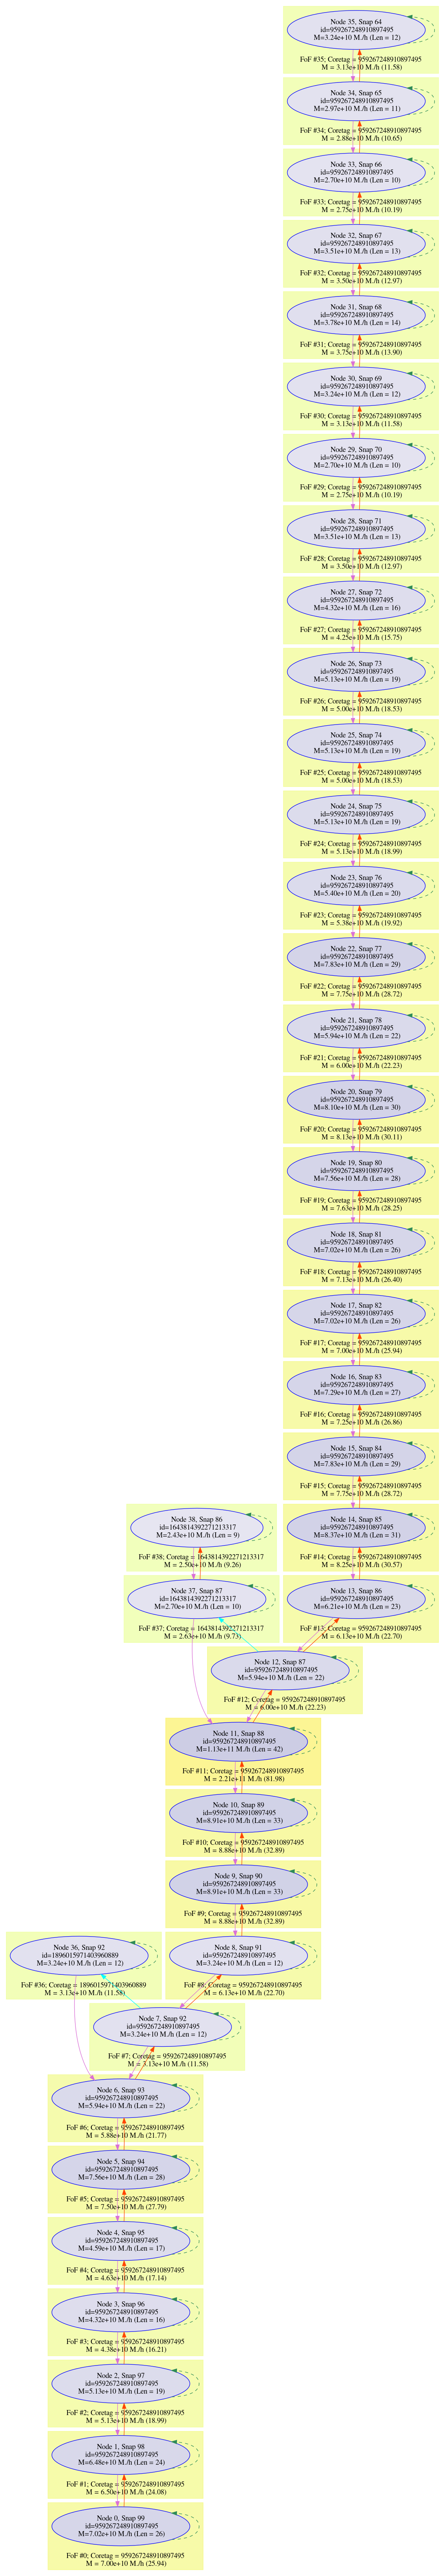 Node 35, Snap 64
id=959267248910897495
M=3.24e+10 M./h (Len = 12)
FoF #35; Coretag = 959267248910897495
M = 3.13e+10 M./h (11.58)
Node 34, Snap 65
id=959267248910897495
M=2.97e+10 M./h (Len = 11)
FoF #34; Coretag = 959267248910897495
M = 2.88e+10 M./h (10.65)
Node 33, Snap 66
id=959267248910897495
M=2.70e+10 M./h (Len = 10)
FoF #33; Coretag = 959267248910897495
M = 2.75e+10 M./h (10.19)
Node 32, Snap 67
id=959267248910897495
M=3.51e+10 M./h (Len = 13)
FoF #32; Coretag = 959267248910897495
M = 3.50e+10 M./h (12.97)
Node 31, Snap 68
id=959267248910897495
M=3.78e+10 M./h (Len = 14)
FoF #31; Coretag = 959267248910897495
M = 3.75e+10 M./h (13.90)
Node 30, Snap 69
id=959267248910897495
M=3.24e+10 M./h (Len = 12)
FoF #30; Coretag = 959267248910897495
M = 3.13e+10 M./h (11.58)
Node 29, Snap 70
id=959267248910897495
M=2.70e+10 M./h (Len = 10)
FoF #29; Coretag = 959267248910897495
M = 2.75e+10 M./h (10.19)
Node 28, Snap 71
id=959267248910897495
M=3.51e+10 M./h (Len = 13)
FoF #28; Coretag = 959267248910897495
M = 3.50e+10 M./h (12.97)
Node 27, Snap 72
id=959267248910897495
M=4.32e+10 M./h (Len = 16)
FoF #27; Coretag = 959267248910897495
M = 4.25e+10 M./h (15.75)
Node 26, Snap 73
id=959267248910897495
M=5.13e+10 M./h (Len = 19)
FoF #26; Coretag = 959267248910897495
M = 5.00e+10 M./h (18.53)
Node 25, Snap 74
id=959267248910897495
M=5.13e+10 M./h (Len = 19)
FoF #25; Coretag = 959267248910897495
M = 5.00e+10 M./h (18.53)
Node 24, Snap 75
id=959267248910897495
M=5.13e+10 M./h (Len = 19)
FoF #24; Coretag = 959267248910897495
M = 5.13e+10 M./h (18.99)
Node 23, Snap 76
id=959267248910897495
M=5.40e+10 M./h (Len = 20)
FoF #23; Coretag = 959267248910897495
M = 5.38e+10 M./h (19.92)
Node 22, Snap 77
id=959267248910897495
M=7.83e+10 M./h (Len = 29)
FoF #22; Coretag = 959267248910897495
M = 7.75e+10 M./h (28.72)
Node 21, Snap 78
id=959267248910897495
M=5.94e+10 M./h (Len = 22)
FoF #21; Coretag = 959267248910897495
M = 6.00e+10 M./h (22.23)
Node 20, Snap 79
id=959267248910897495
M=8.10e+10 M./h (Len = 30)
FoF #20; Coretag = 959267248910897495
M = 8.13e+10 M./h (30.11)
Node 19, Snap 80
id=959267248910897495
M=7.56e+10 M./h (Len = 28)
FoF #19; Coretag = 959267248910897495
M = 7.63e+10 M./h (28.25)
Node 18, Snap 81
id=959267248910897495
M=7.02e+10 M./h (Len = 26)
FoF #18; Coretag = 959267248910897495
M = 7.13e+10 M./h (26.40)
Node 17, Snap 82
id=959267248910897495
M=7.02e+10 M./h (Len = 26)
FoF #17; Coretag = 959267248910897495
M = 7.00e+10 M./h (25.94)
Node 16, Snap 83
id=959267248910897495
M=7.29e+10 M./h (Len = 27)
FoF #16; Coretag = 959267248910897495
M = 7.25e+10 M./h (26.86)
Node 15, Snap 84
id=959267248910897495
M=7.83e+10 M./h (Len = 29)
FoF #15; Coretag = 959267248910897495
M = 7.75e+10 M./h (28.72)
Node 38, Snap 86
id=1643814392271213317
M=2.43e+10 M./h (Len = 9)
FoF #38; Coretag = 1643814392271213317
M = 2.50e+10 M./h (9.26)
Node 14, Snap 85
id=959267248910897495
M=8.37e+10 M./h (Len = 31)
FoF #14; Coretag = 959267248910897495
M = 8.25e+10 M./h (30.57)
Node 37, Snap 87
id=1643814392271213317
M=2.70e+10 M./h (Len = 10)
FoF #37; Coretag = 1643814392271213317
M = 2.63e+10 M./h (9.73)
Node 13, Snap 86
id=959267248910897495
M=6.21e+10 M./h (Len = 23)
FoF #13; Coretag = 959267248910897495
M = 6.13e+10 M./h (22.70)
Node 12, Snap 87
id=959267248910897495
M=5.94e+10 M./h (Len = 22)
FoF #12; Coretag = 959267248910897495
M = 6.00e+10 M./h (22.23)
Node 11, Snap 88
id=959267248910897495
M=1.13e+11 M./h (Len = 42)
FoF #11; Coretag = 959267248910897495
M = 2.21e+11 M./h (81.98)
Node 10, Snap 89
id=959267248910897495
M=8.91e+10 M./h (Len = 33)
FoF #10; Coretag = 959267248910897495
M = 8.88e+10 M./h (32.89)
Node 9, Snap 90
id=959267248910897495
M=8.91e+10 M./h (Len = 33)
FoF #9; Coretag = 959267248910897495
M = 8.88e+10 M./h (32.89)
Node 36, Snap 92
id=1896015971403960889
M=3.24e+10 M./h (Len = 12)
FoF #36; Coretag = 1896015971403960889
M = 3.13e+10 M./h (11.58)
Node 8, Snap 91
id=959267248910897495
M=3.24e+10 M./h (Len = 12)
FoF #8; Coretag = 959267248910897495
M = 6.13e+10 M./h (22.70)
Node 7, Snap 92
id=959267248910897495
M=3.24e+10 M./h (Len = 12)
FoF #7; Coretag = 959267248910897495
M = 3.13e+10 M./h (11.58)
Node 6, Snap 93
id=959267248910897495
M=5.94e+10 M./h (Len = 22)
FoF #6; Coretag = 959267248910897495
M = 5.88e+10 M./h (21.77)
Node 5, Snap 94
id=959267248910897495
M=7.56e+10 M./h (Len = 28)
FoF #5; Coretag = 959267248910897495
M = 7.50e+10 M./h (27.79)
Node 4, Snap 95
id=959267248910897495
M=4.59e+10 M./h (Len = 17)
FoF #4; Coretag = 959267248910897495
M = 4.63e+10 M./h (17.14)
Node 3, Snap 96
id=959267248910897495
M=4.32e+10 M./h (Len = 16)
FoF #3; Coretag = 959267248910897495
M = 4.38e+10 M./h (16.21)
Node 2, Snap 97
id=959267248910897495
M=5.13e+10 M./h (Len = 19)
FoF #2; Coretag = 959267248910897495
M = 5.13e+10 M./h (18.99)
Node 1, Snap 98
id=959267248910897495
M=6.48e+10 M./h (Len = 24)
FoF #1; Coretag = 959267248910897495
M = 6.50e+10 M./h (24.08)
Node 0, Snap 99
id=959267248910897495
M=7.02e+10 M./h (Len = 26)
FoF #0; Coretag = 959267248910897495
M = 7.00e+10 M./h (25.94)